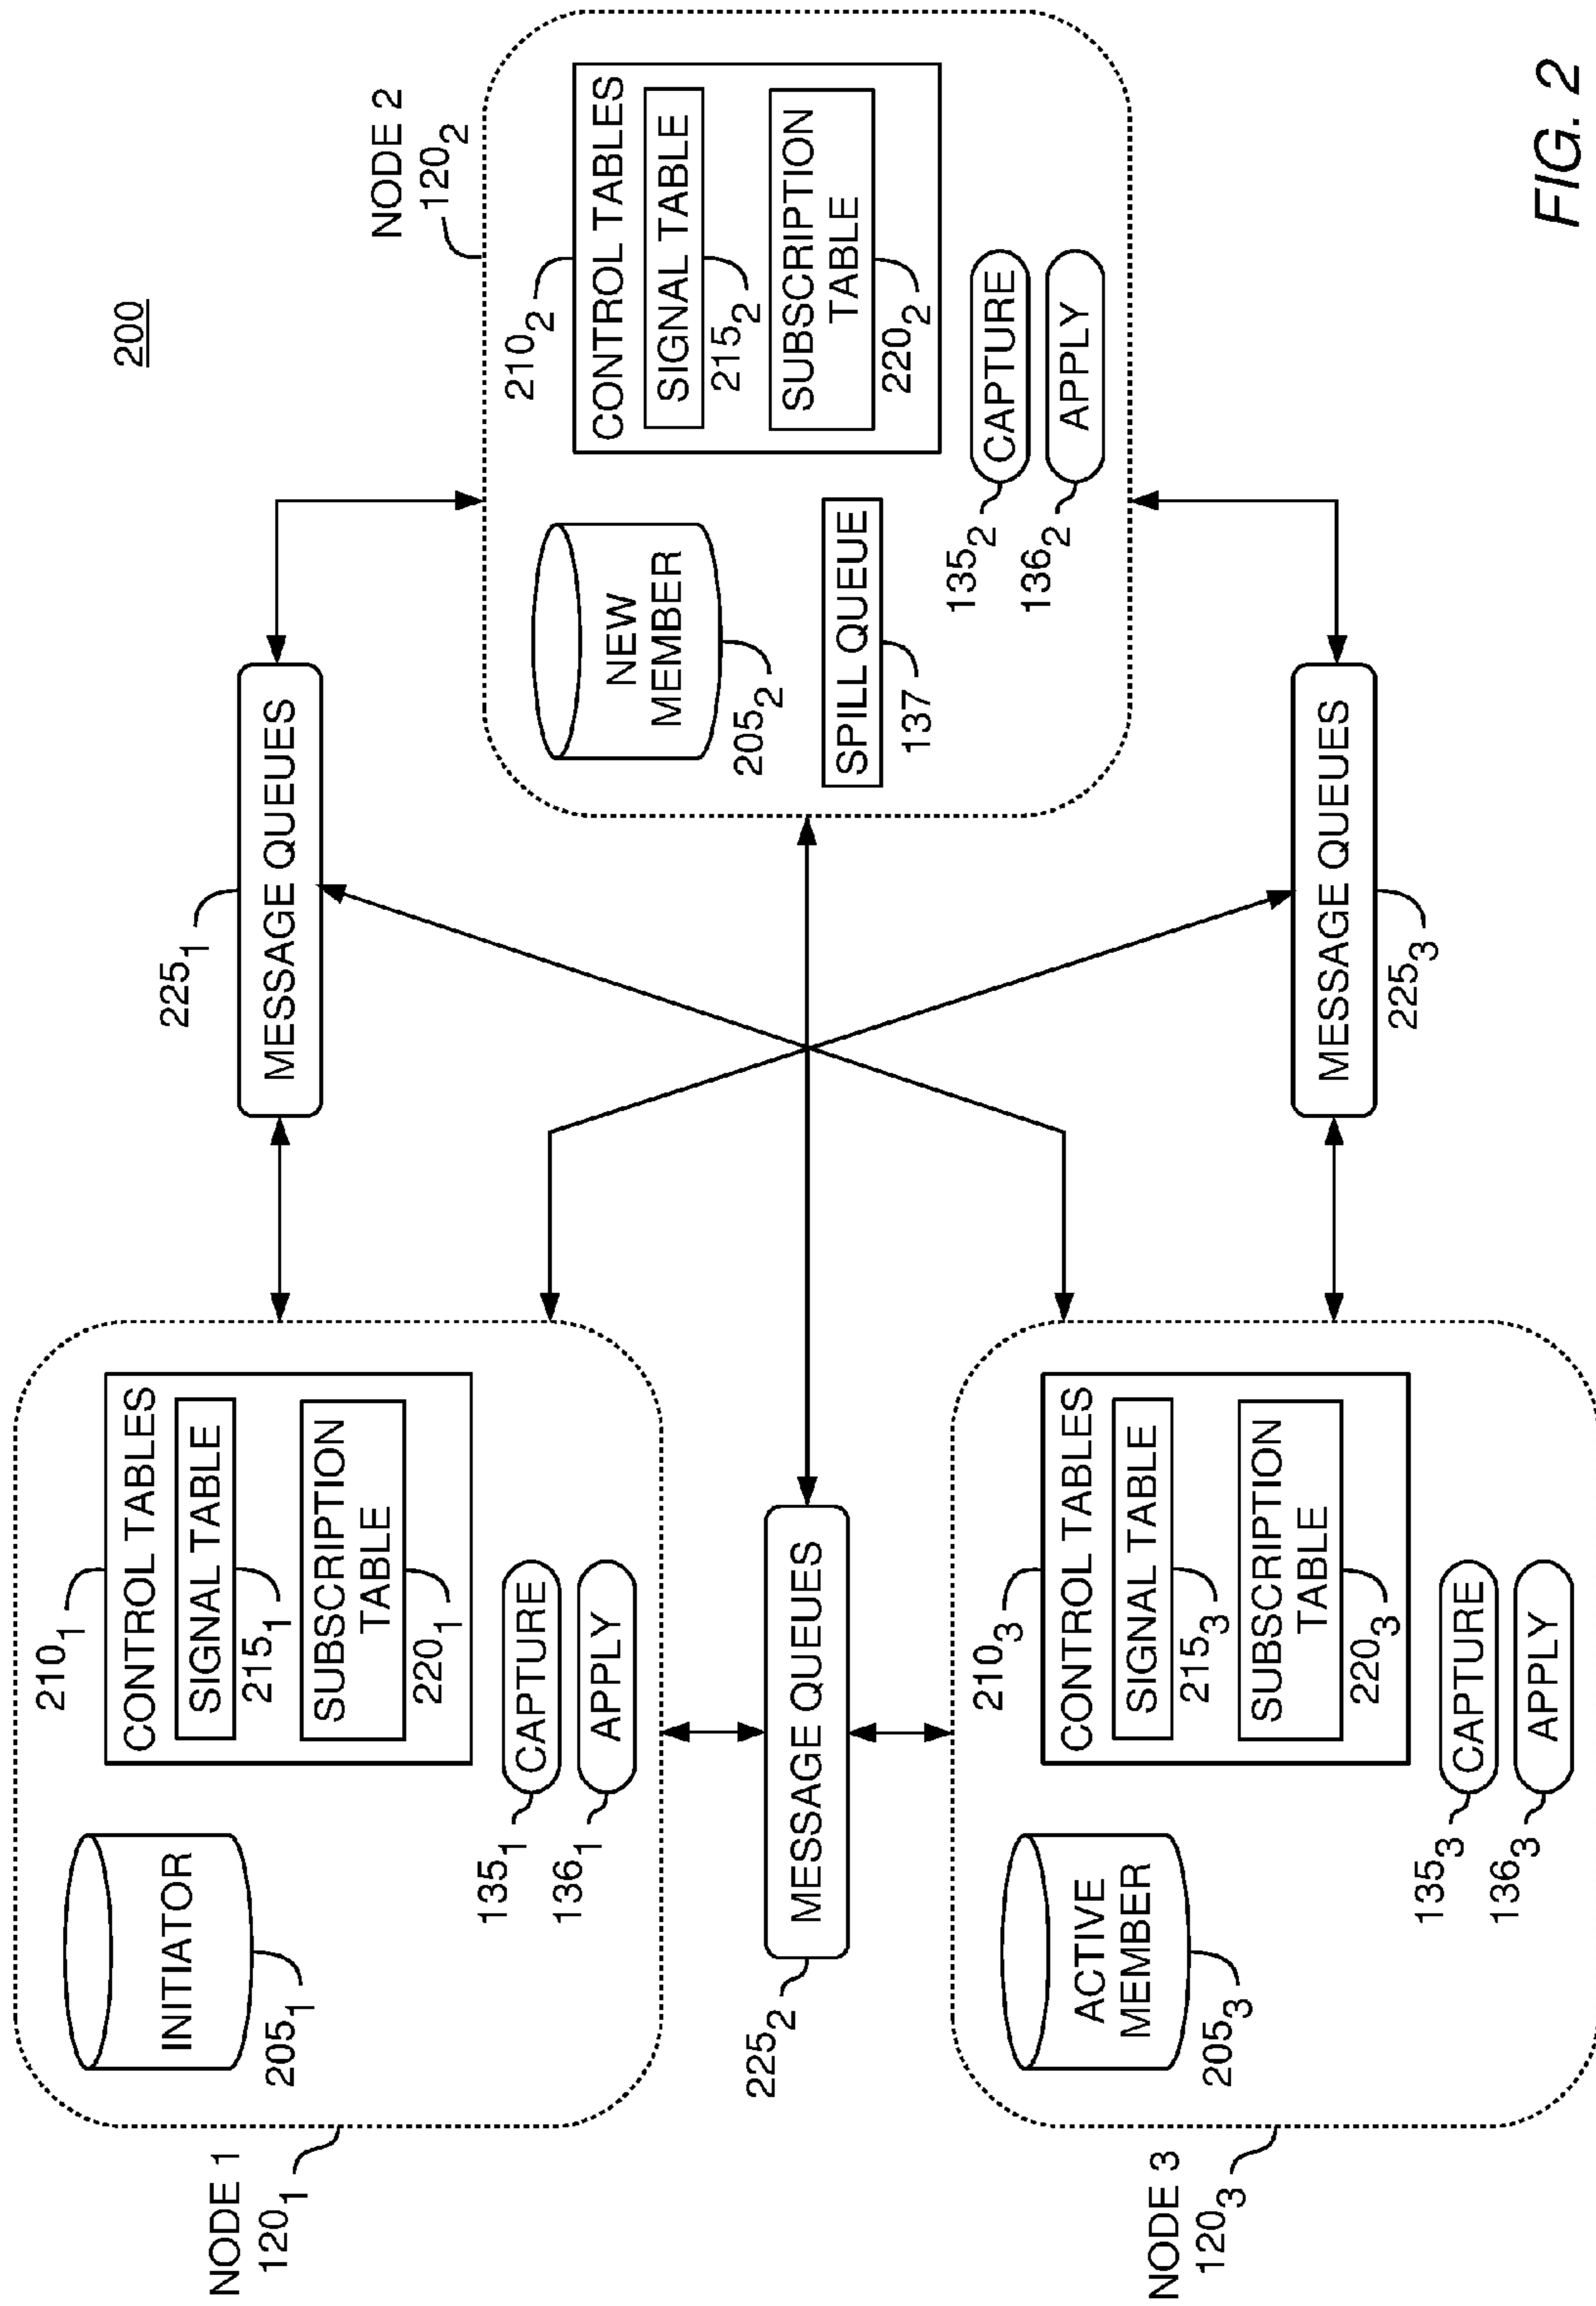 200
NODE 1
120₁
INITIATOR
205₁
210₁
CONTROL TABLES
SIGNAL TABLE
215₁
SUBSCRIPTION
TABLE
220₁
135₁
CAPTURE
136₁
APPLY
225₁
MESSAGE QUEUES
NODE 2
120₂
NEW
MEMBER
205₂
SPILL QUEUE
137
210₂
CONTROL TABLES
SIGNAL TABLE
215₂
SUBSCRIPTION
TABLE
220₂
135₂
CAPTURE
136₂
APPLY
225₂
MESSAGE QUEUES
NODE 3
120₃
ACTIVE
MEMBER
205₃
210₃
CONTROL TABLES
SIGNAL TABLE
215₃
SUBSCRIPTION
TABLE
220₃
135₃
CAPTURE
136₃
APPLY
MESSAGE QUEUES
225₃
FIG. 2